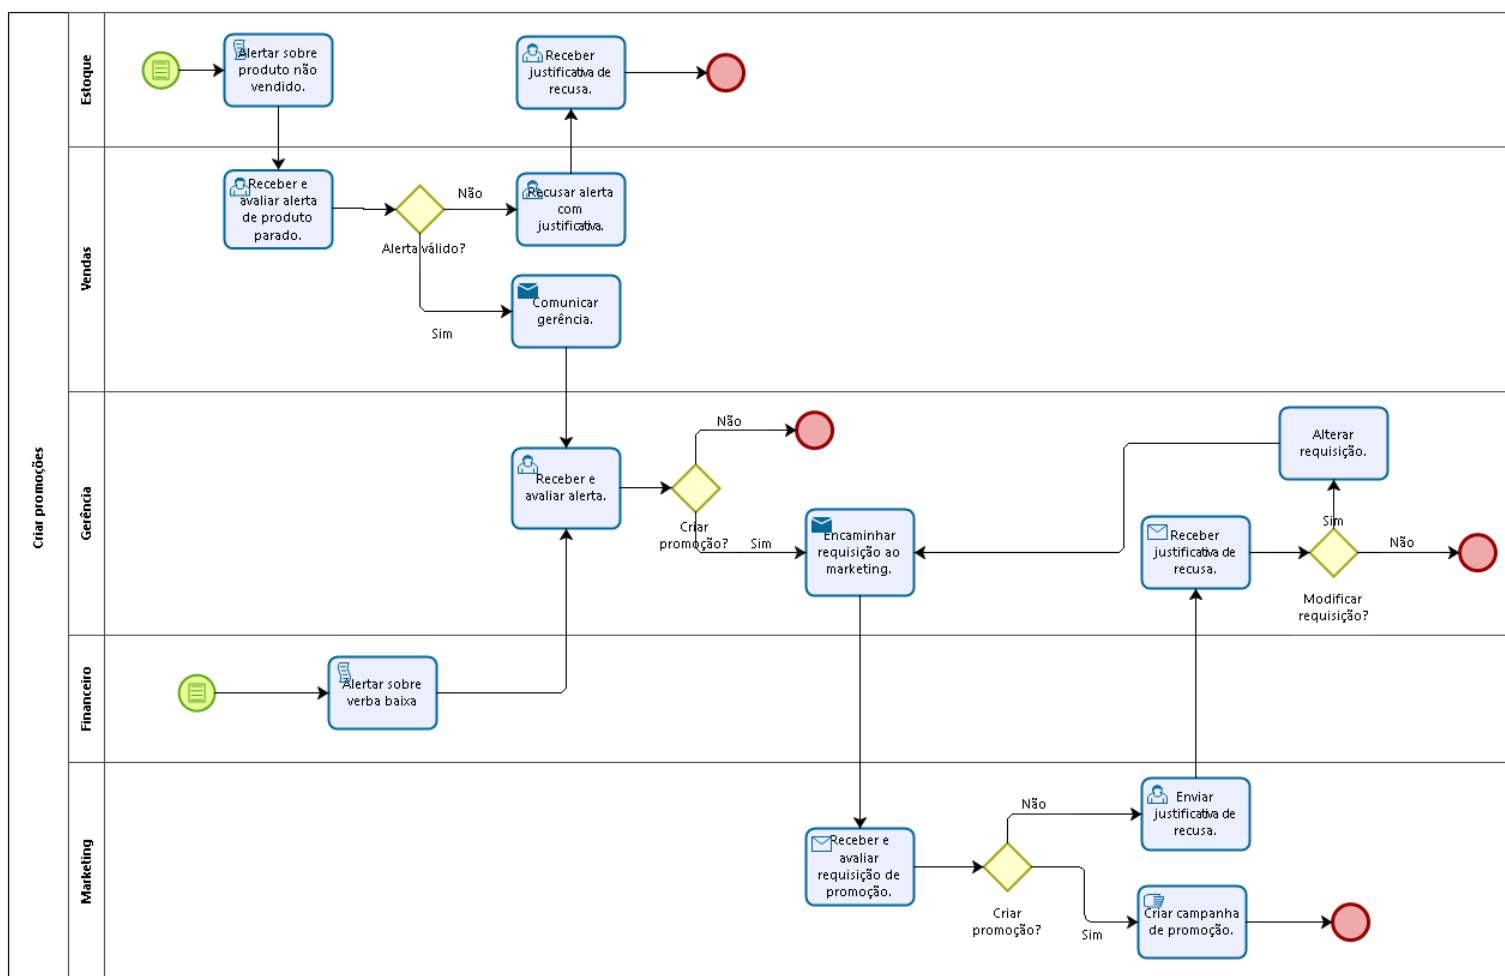 Criar promoções
Estoque
Alertar sobre
produto não
vendido.
Receber
justificativa de
recusa.
Vendas
Receber e
avaliar alerta
de produto
parado.
Alerta válido?
Não
Recusar alerta
com
justificativa.
Sim
Comunicar
gerência.
Gerência
Receber e
avaliar alerta.
Criar
promoção?
Não
Sim
Encaminhar
requisição ao
marketing.
Receber
justificativa de
recusa.
Modificar
requisição?
Sim
Alterar
requisição.
Não
Financeiro
Alertar sobre
verba baixa
Marketing
Receber e
avaliar
requisição de
promoção.
Criar
promoção?
Não
Enviar
justificativa de
recusa.
Sim
Criar campanha
de promoção.